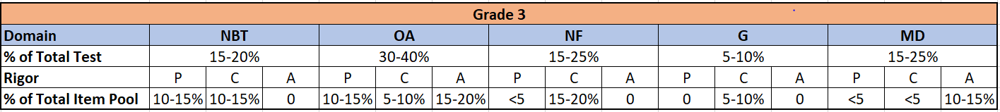 Grade 3
Domain NBT OA NF G MD
% of Total Test 15-20% 30-40% 15-25% 5-10% 15-25%
Rigor P C A P C A P C A P C A P C A
% of Total Item Pool 10-15% 10-15% 0 10-15% 5-10% 15-20% <5 15-20% 0 0 5-10% 0 <5 <5 10-15%